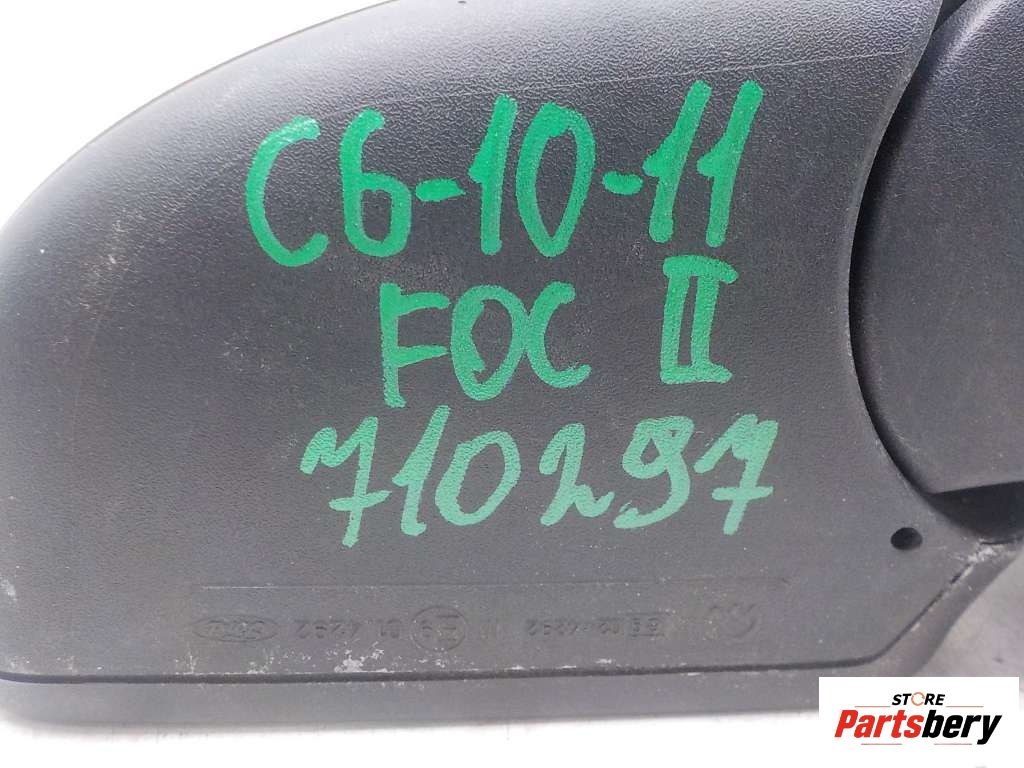 C6-10-11
FOC II
710297
STORE
Partsbery